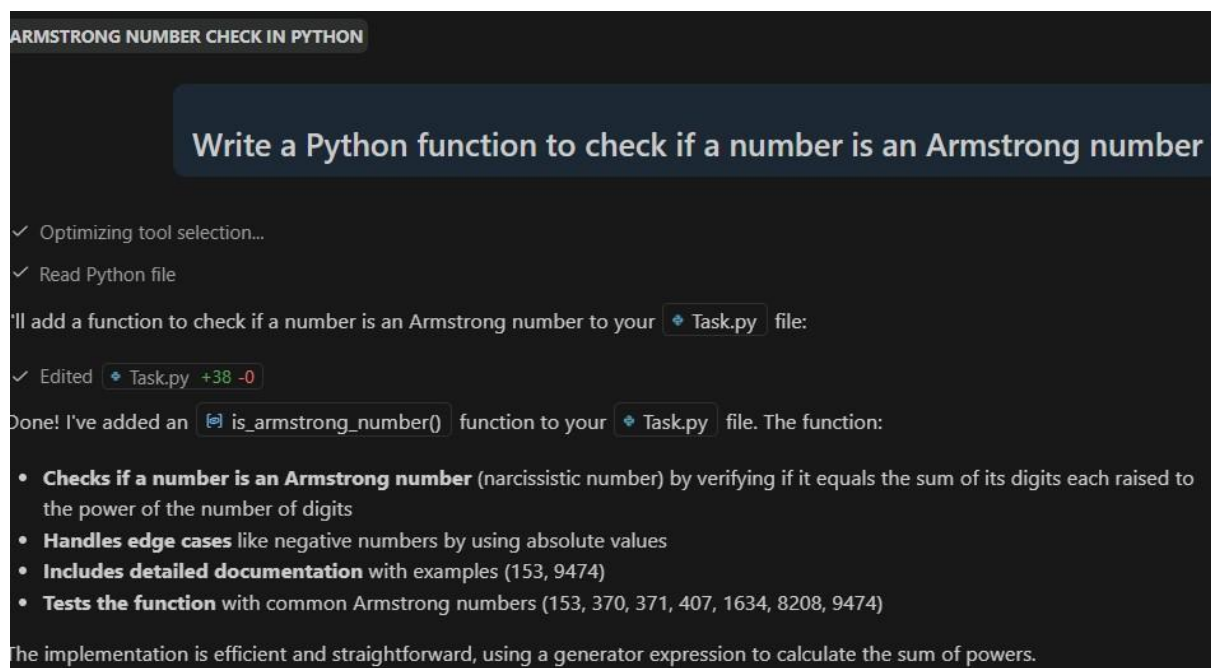 ARMSTRONG NUMBER CHECK IN PYTHON
Write a Python function to check if a number is an Armstrong number
Optimizing tool selection...
Read Python file
'll add a function to check if a number is an Armstrong number to your Task.py file:
Edited Task.py +38 -0
Done! I've added an is_armstrong_number() function to your Task.py file. The function:
• Checks if a number is an Armstrong number (narcissistic number) by verifying if it equals the sum of its digits each raised to
the power of the number of digits
• Handles edge cases like negative numbers by using absolute values
• Includes detailed documentation with examples (153, 9474)
• Tests the function with common Armstrong numbers (153, 370, 371, 407, 1634, 8208, 9474)
The implementation is efficient and straightforward, using a generator expression to calculate the sum of powers.